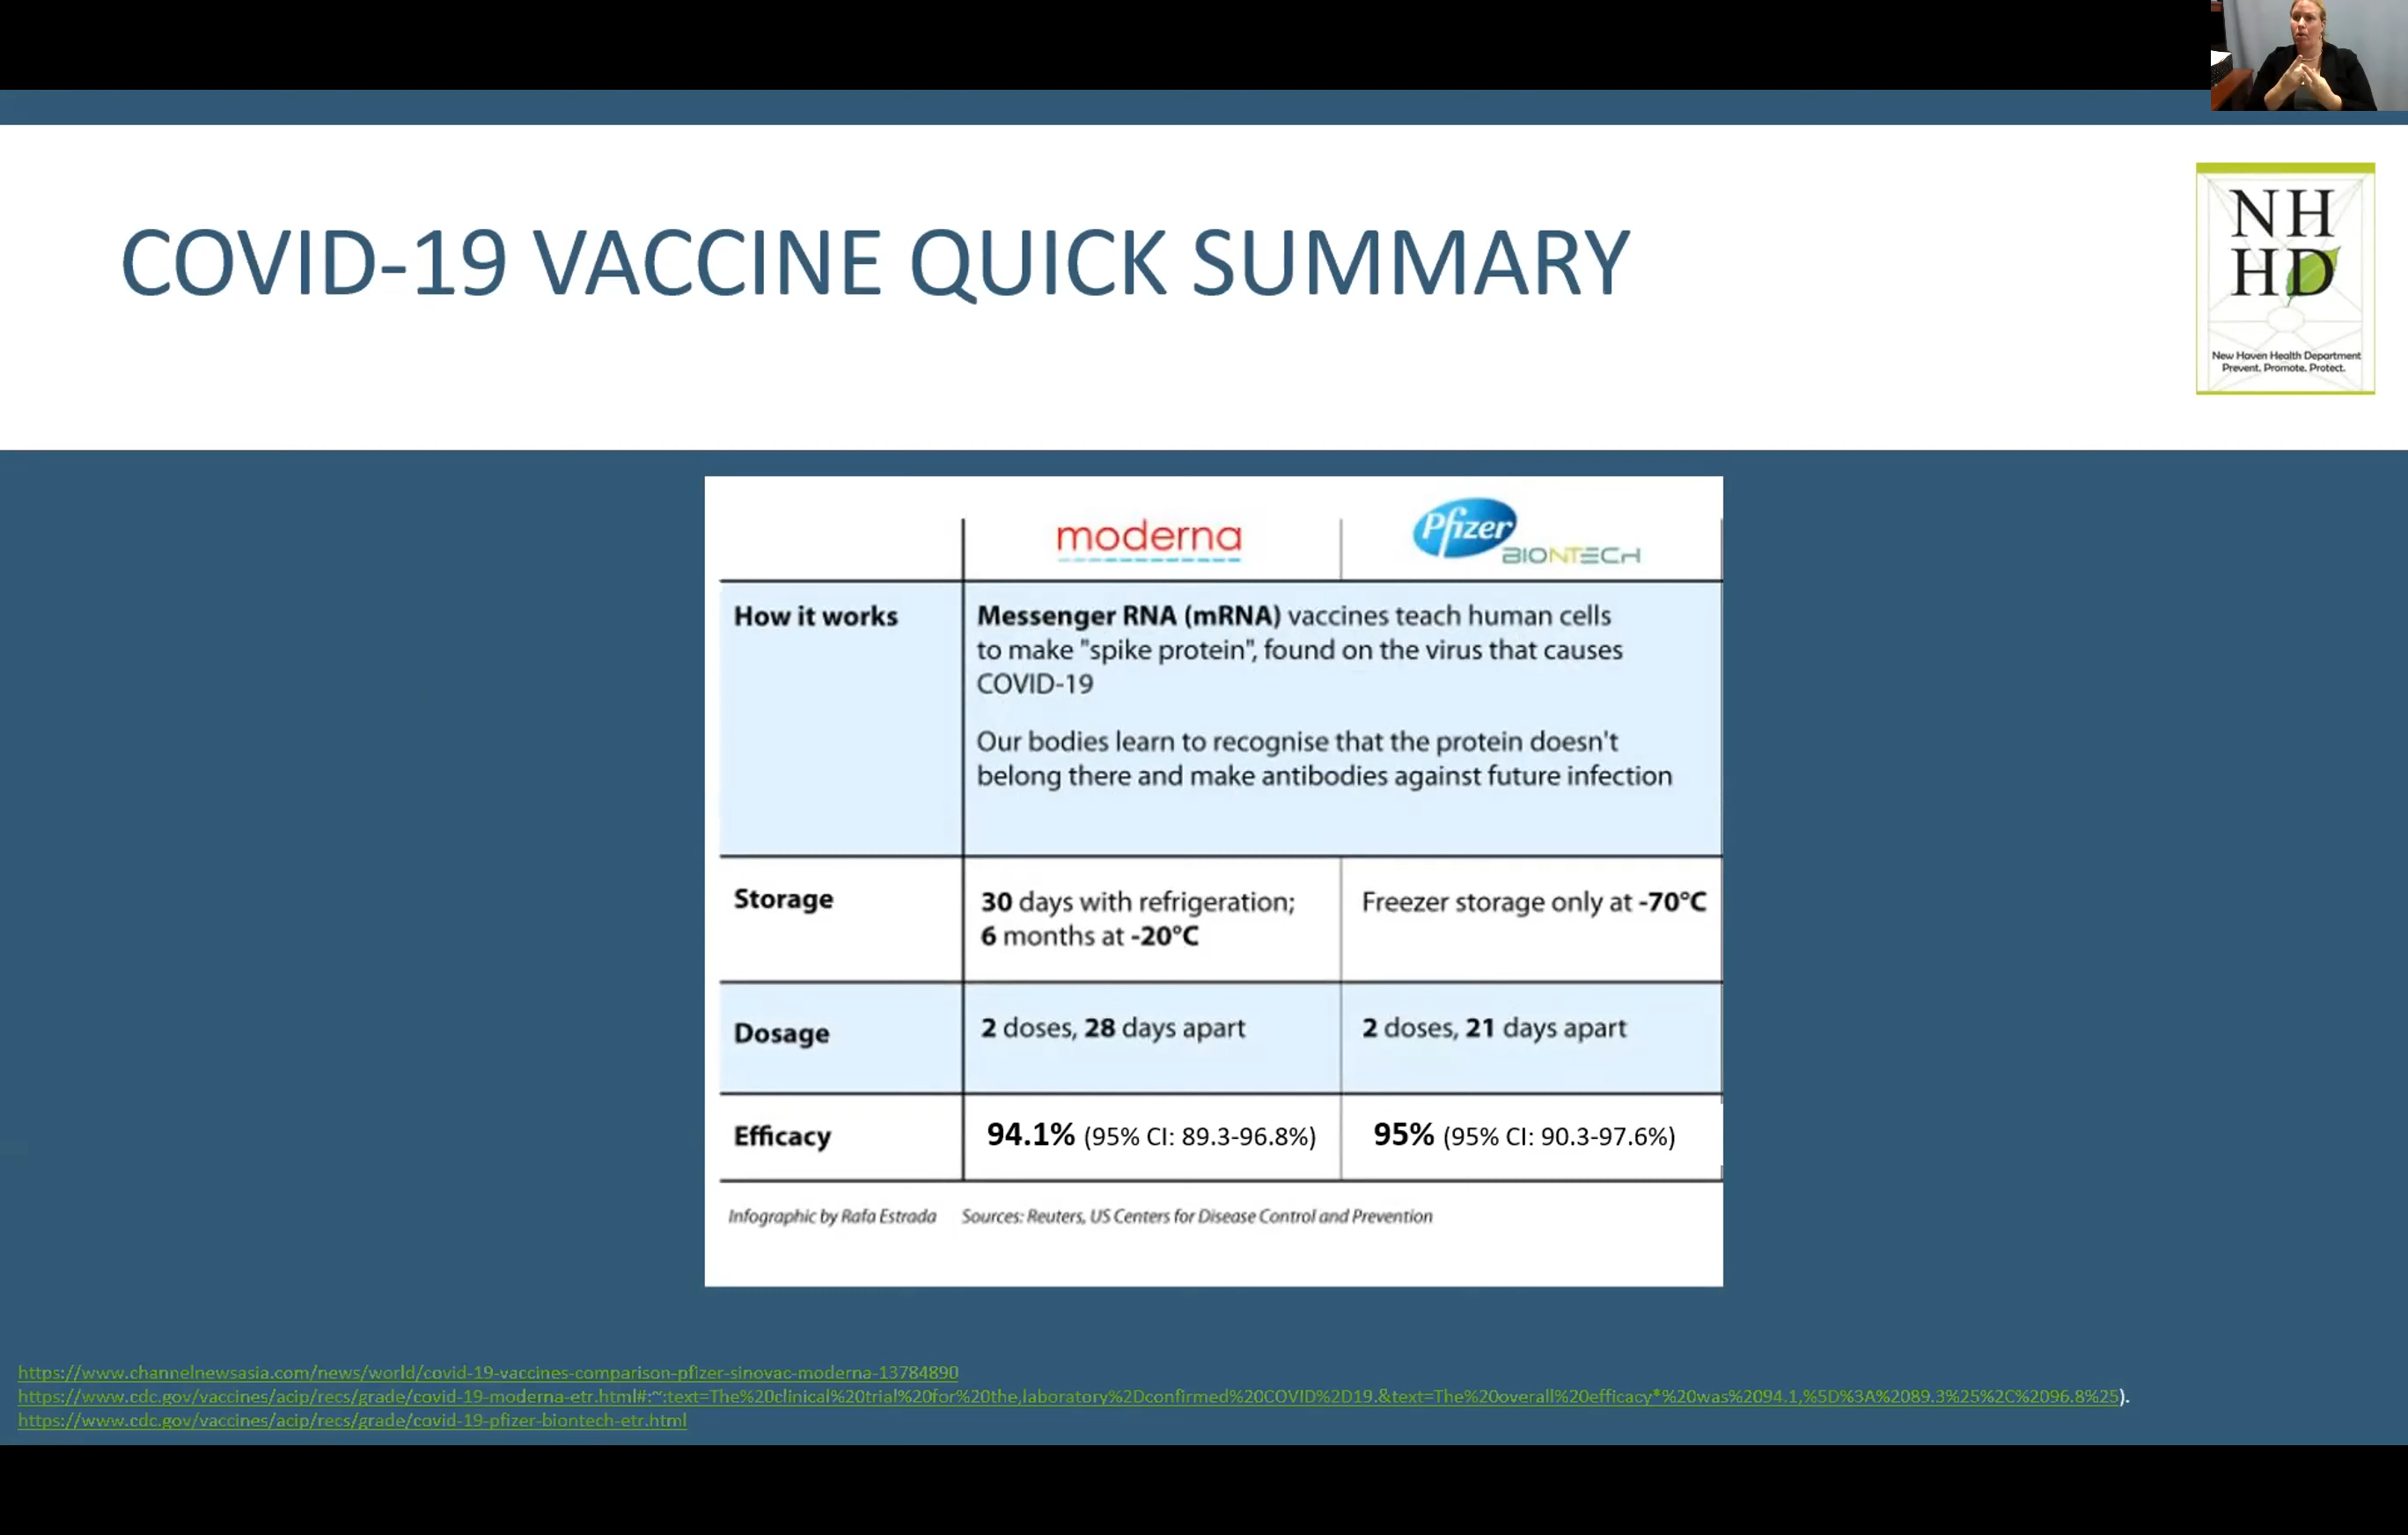 COVID-19 VACCINE QUICK SUMMARY
NH
HD
New Haven Health Department
Prevent. Promote. Protect.
moderna
Pfizer
BIONTECH
How it works
Messenger RNA (mRNA) vaccines teach human cells
to make "spike protein", found on the virus that causes
COVID-19
Our bodies learn to recognise that the protein doesn't
belong there and make antibodies against future infection
Storage
30 days with refrigeration;
6 months at -20°C
Freezer storage only at -70°C
Dosage
2 doses, 28 days apart
2 doses, 21 days apart
Efficacy
94.1% (95% CI: 89.3-96.8%)
95% (95% CI: 90.3-97.6%)
Infographic by Rafa Estrada Sources: Reuters, US Centers for Disease Control and Prevention
https://www.channelnewsasia.com/news/world/covid-19-vaccines-comparison-pfizer-sinovac-moderna-13784890
https://www.cdc.gov/vaccines/acip/recs/grade/covid-19-moderna-etr.html#:~:text=The%20clinical%20trial%20for%20the,laboratory%2Dconfirmed%20COVID%2D19.&text=The%20overall%20efficacy*%20was%2094.1,%5D%3A%2089.3%25%2C%2096.8%25).
https://www.cdc.gov/vaccines/acip/recs/grade/covid-19-pfizer-biontech-etr.html